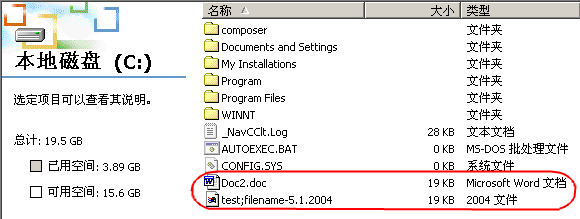 名称 大小 类型
composer 文件夹
Documents and Settings 文件夹
My Installations 文件夹
Program 文件夹
Program Files 文件夹
WINNT 文件夹
_NavCClt.Log 28 KB 文本文档
AUTOEXEC.BAT 0 KB MS-DOS 批处理文件
CONFIG.SYS 0 KB 系统文件
Doc2.doc 19 KB Microsoft Word 文档
test;filename-5.1.2004 19 KB 2004 文件
本地磁盘 (C:)
选定项目可以查看其说明。
总计: 19.5 GB
已用空间: 3.89 GB
可用空间: 15.6 GB